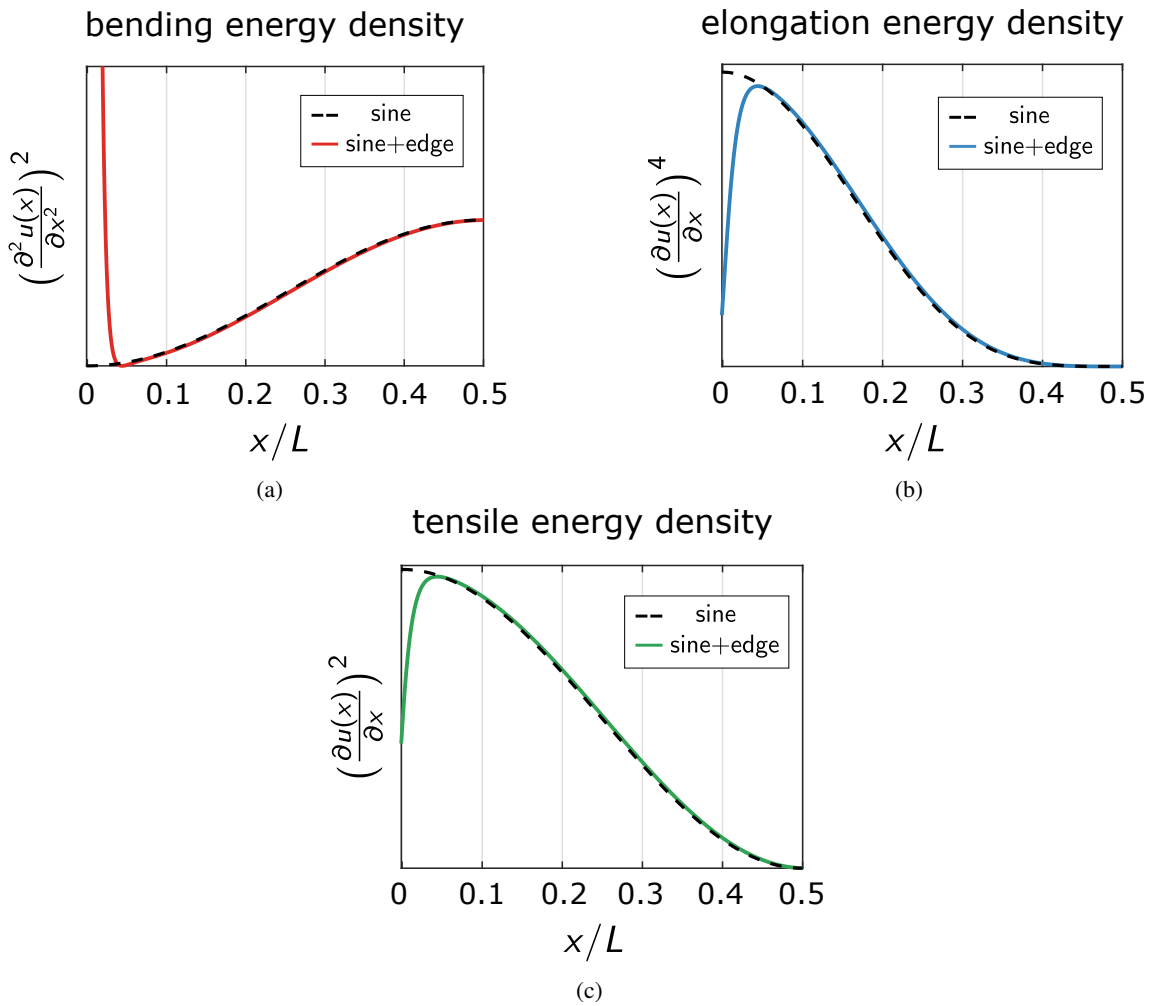 bending energy density
sine
sine+edge
(∂²u(x)/∂x²)²
0 0.1 0.2 0.3 0.4 0.5
x/L
(a)
elongation energy density
sine
sine+edge
(∂u(x)/∂x)⁴
0 0.1 0.2 0.3 0.4 0.5
x/L
(b)
tensile energy density
sine
sine+edge
(∂u(x)/∂x)²
0 0.1 0.2 0.3 0.4 0.5
x/L
(c)